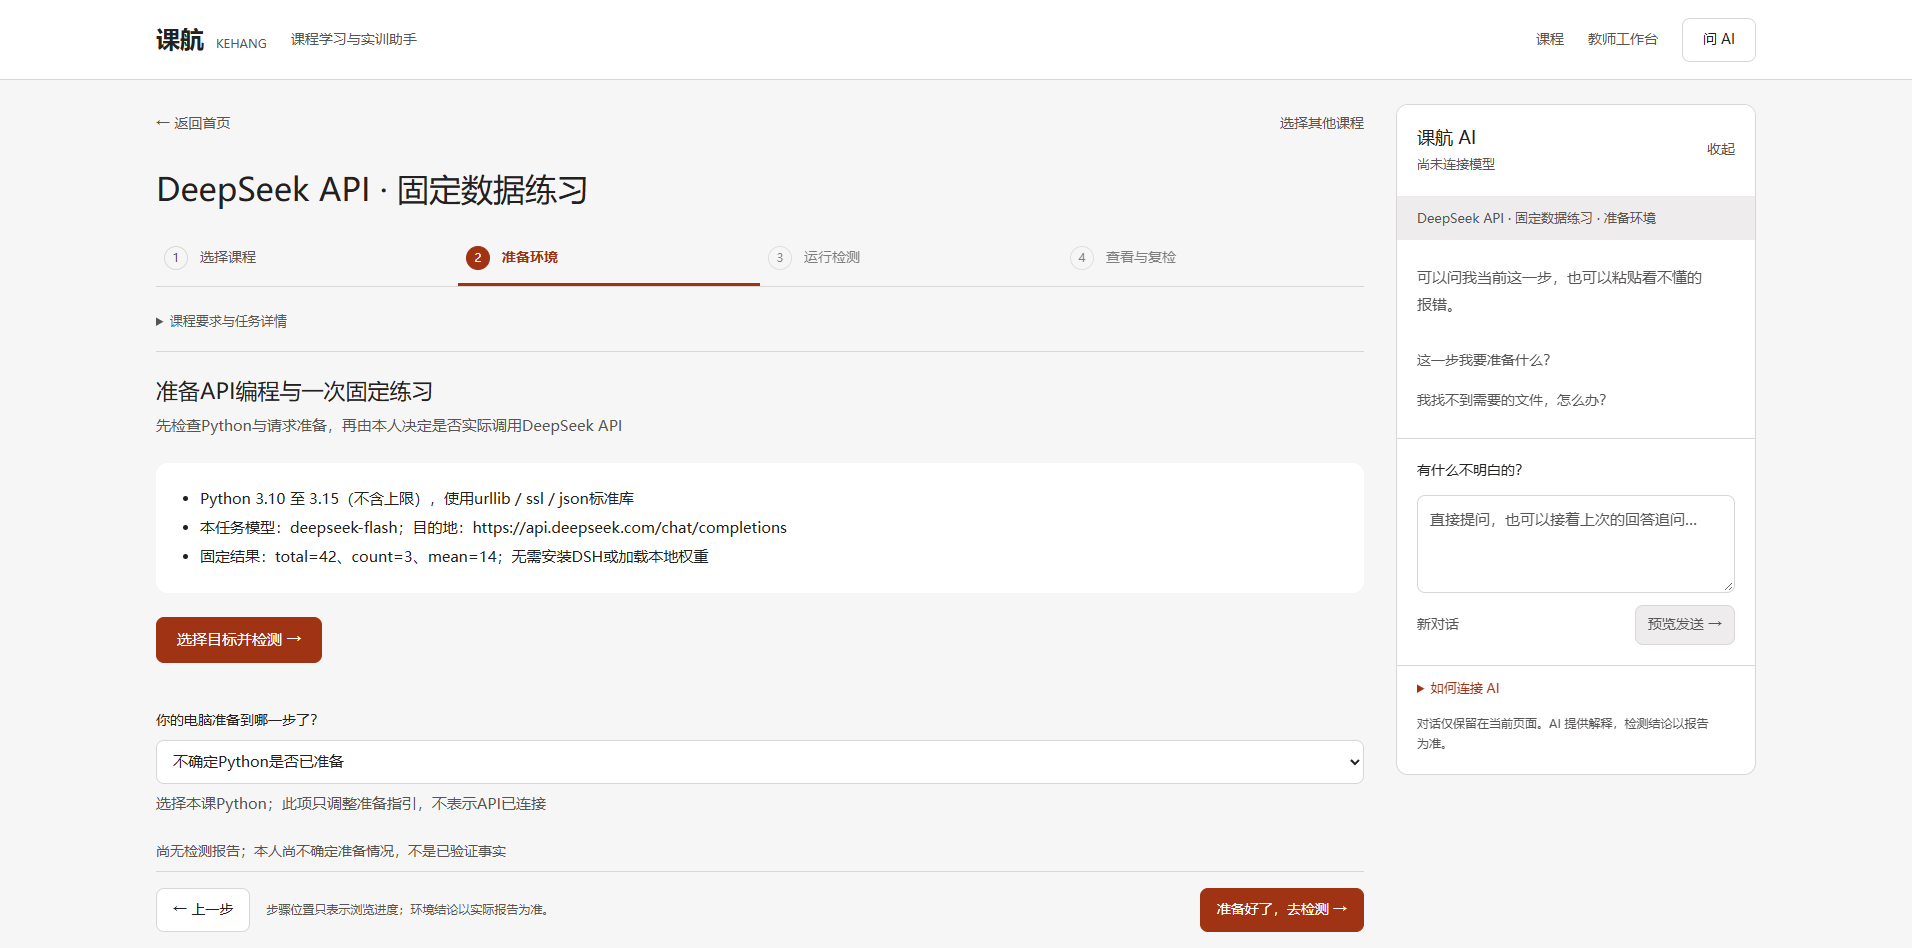 课航 KEHANG 课程学习与实训助手
课程 教师工作台 问 AI
← 返回首页
选择其他课程
DeepSeek API · 固定数据练习
1 选择课程
2 准备环境
3 运行检测
4 查看与复检
▶ 课程要求与任务详情
准备API编程与一次固定练习
先检查Python与请求准备，再由本人决定是否实际调用DeepSeek API
• Python 3.10 至 3.15（不含上限），使用urllib / ssl / json标准库
• 本任务模型：deepseek-flash；目的地：https://api.deepseek.com/chat/completions
• 固定结果：total=42、count=3、mean=14；无需安装DSH或加载本地权重
选择目标并检测 →
你的电脑准备到哪一步了？
不确定Python是否已准备
选择本课Python；此项只调整准备指引，不表示API已连接
尚无检测报告；本人尚不确定准备情况，不是已验证事实
← 上一步
步骤位置只表示浏览进度；环境结论以实际报告为准。
准备好了，去检测 →
课航 AI
尚未连接模型
收起
DeepSeek API · 固定数据练习 · 准备环境
可以问我当前这一步，也可以粘贴看不懂的
报错。
这一步我要准备什么？
我找不到需要的文件，怎么办？
有什么不明白的？
直接提问，也可以接着上次的回答追问...
新对话
预览发送 →
▶ 如何连接 AI
对话仅保留在当前页面。AI 提供解释，检测结论以报告
为准。